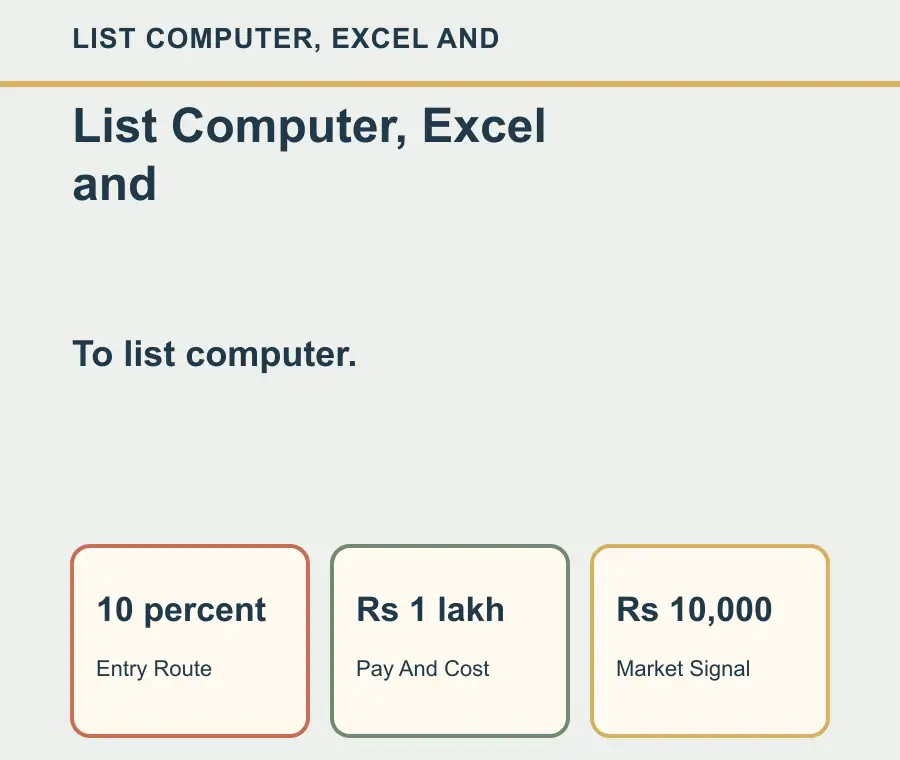 LIST COMPUTER, EXCEL AND
List Computer, Excel
and
To list computer.
10 percent
Entry Route
Rs 1 lakh
Pay And Cost
Rs 10,000
Market Signal